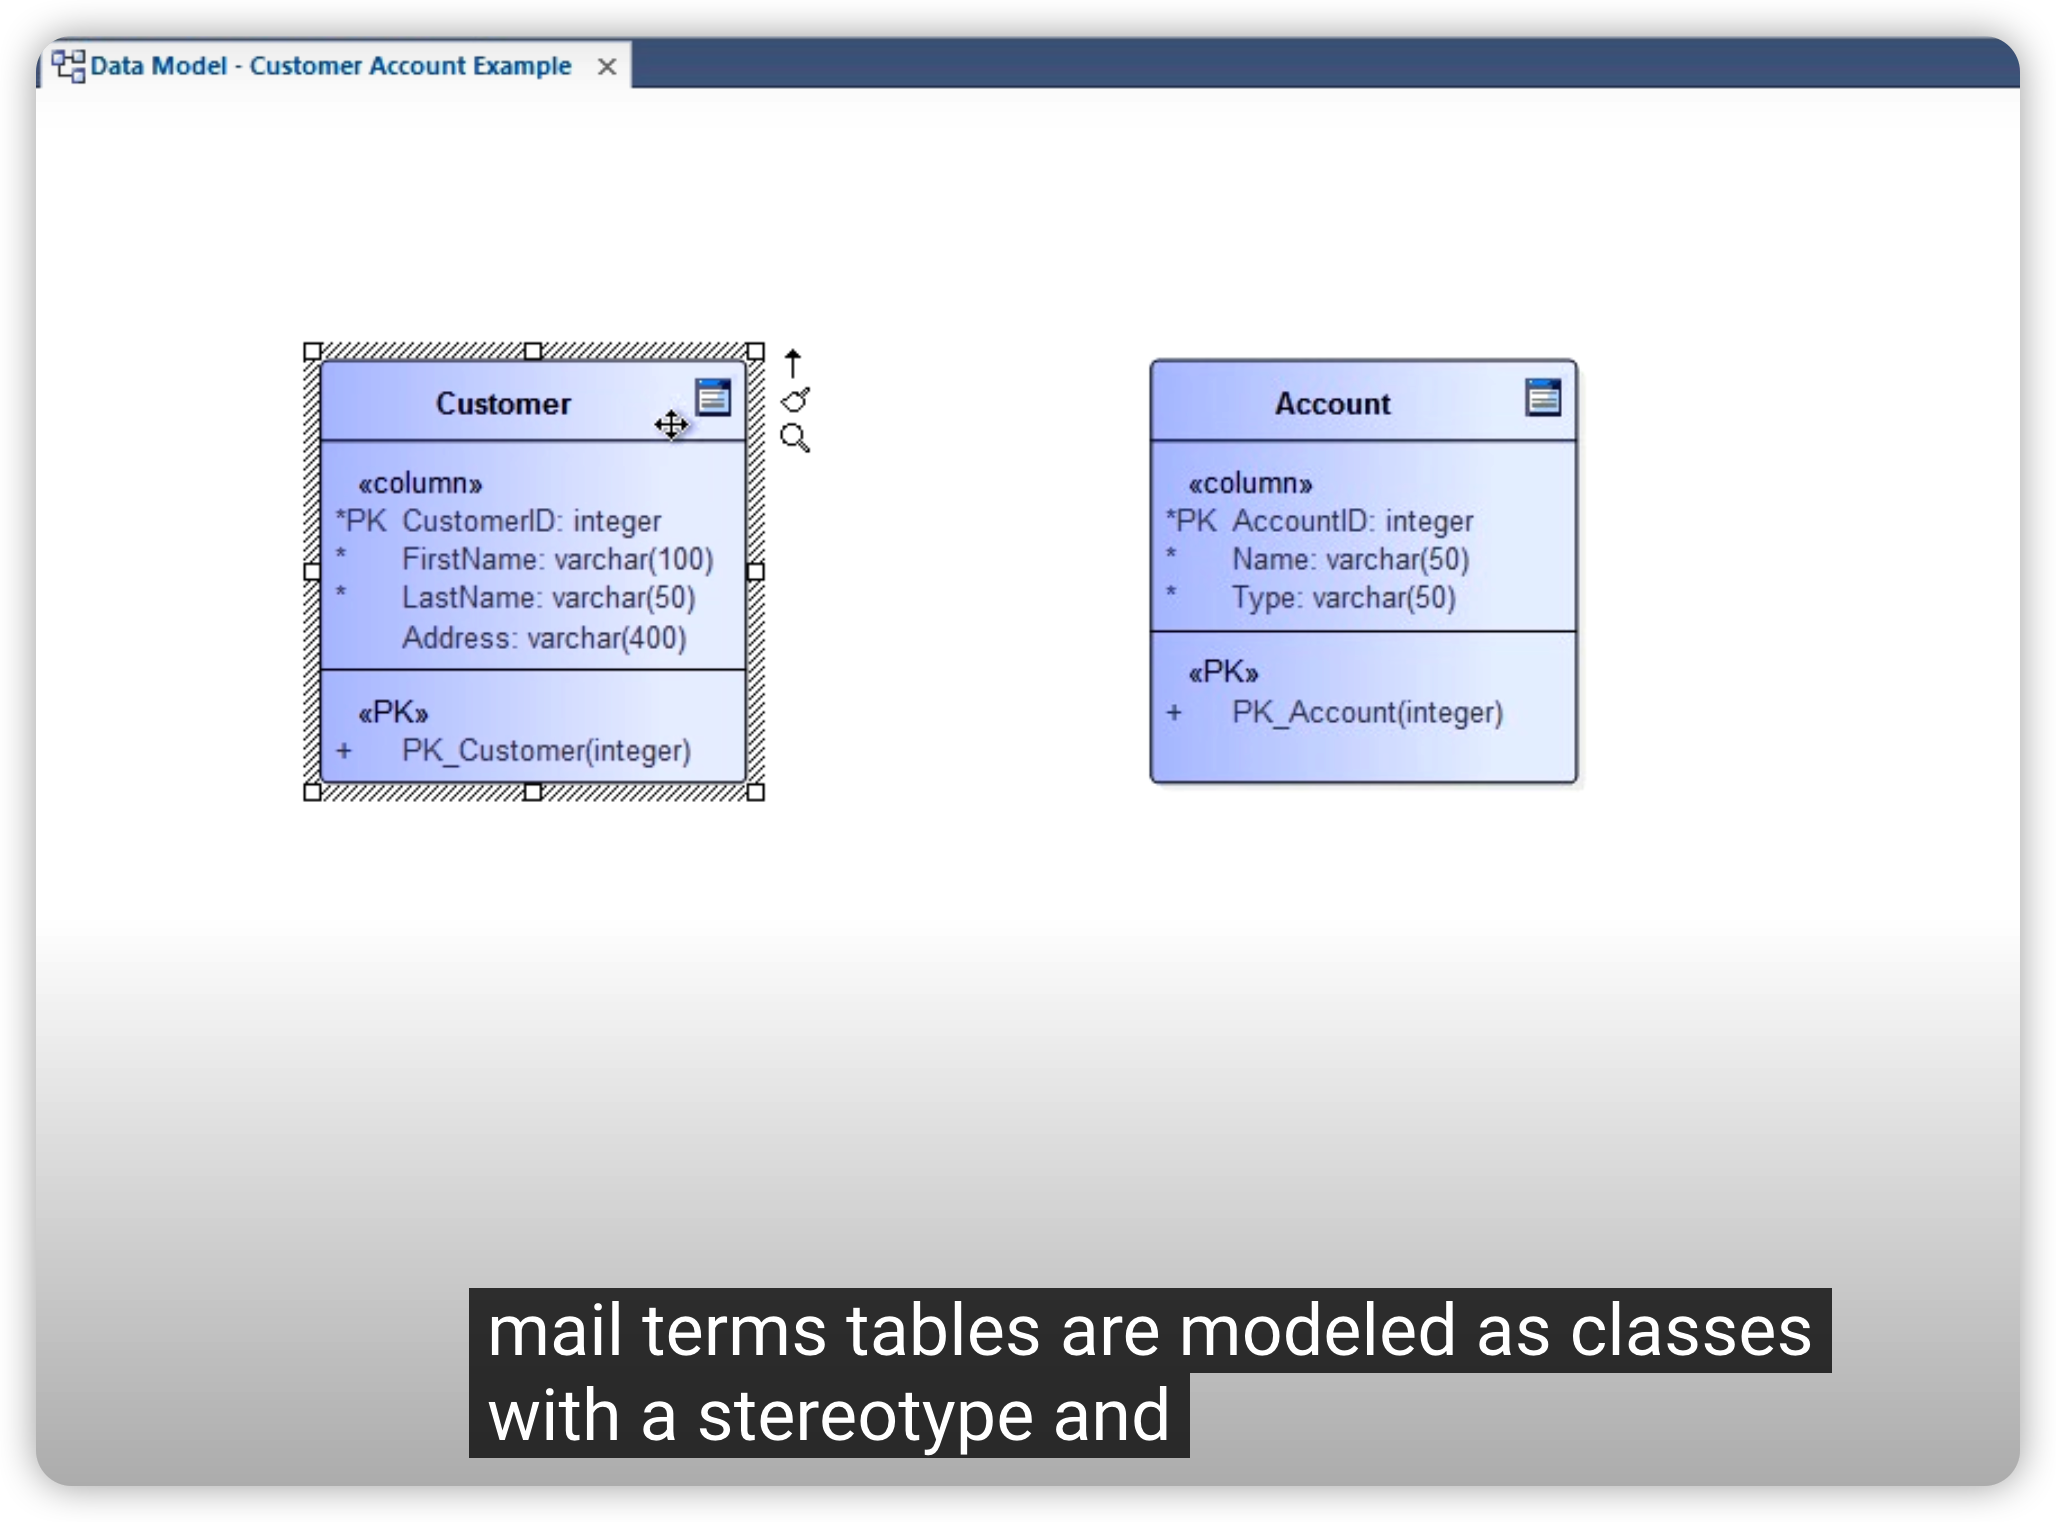 Data Model - Customer Account Example
Customer
«column»
*PK CustomerID: integer
* FirstName: varchar(100)
* LastName: varchar(50)
Address: varchar(400)
«PK»
+ PK_Customer(integer)
Account
«column»
*PK AccountID: integer
* Name: varchar(50)
* Type: varchar(50)
«PK»
+ PK_Account(integer)
mail terms tables are modeled as classes
with a stereotype and